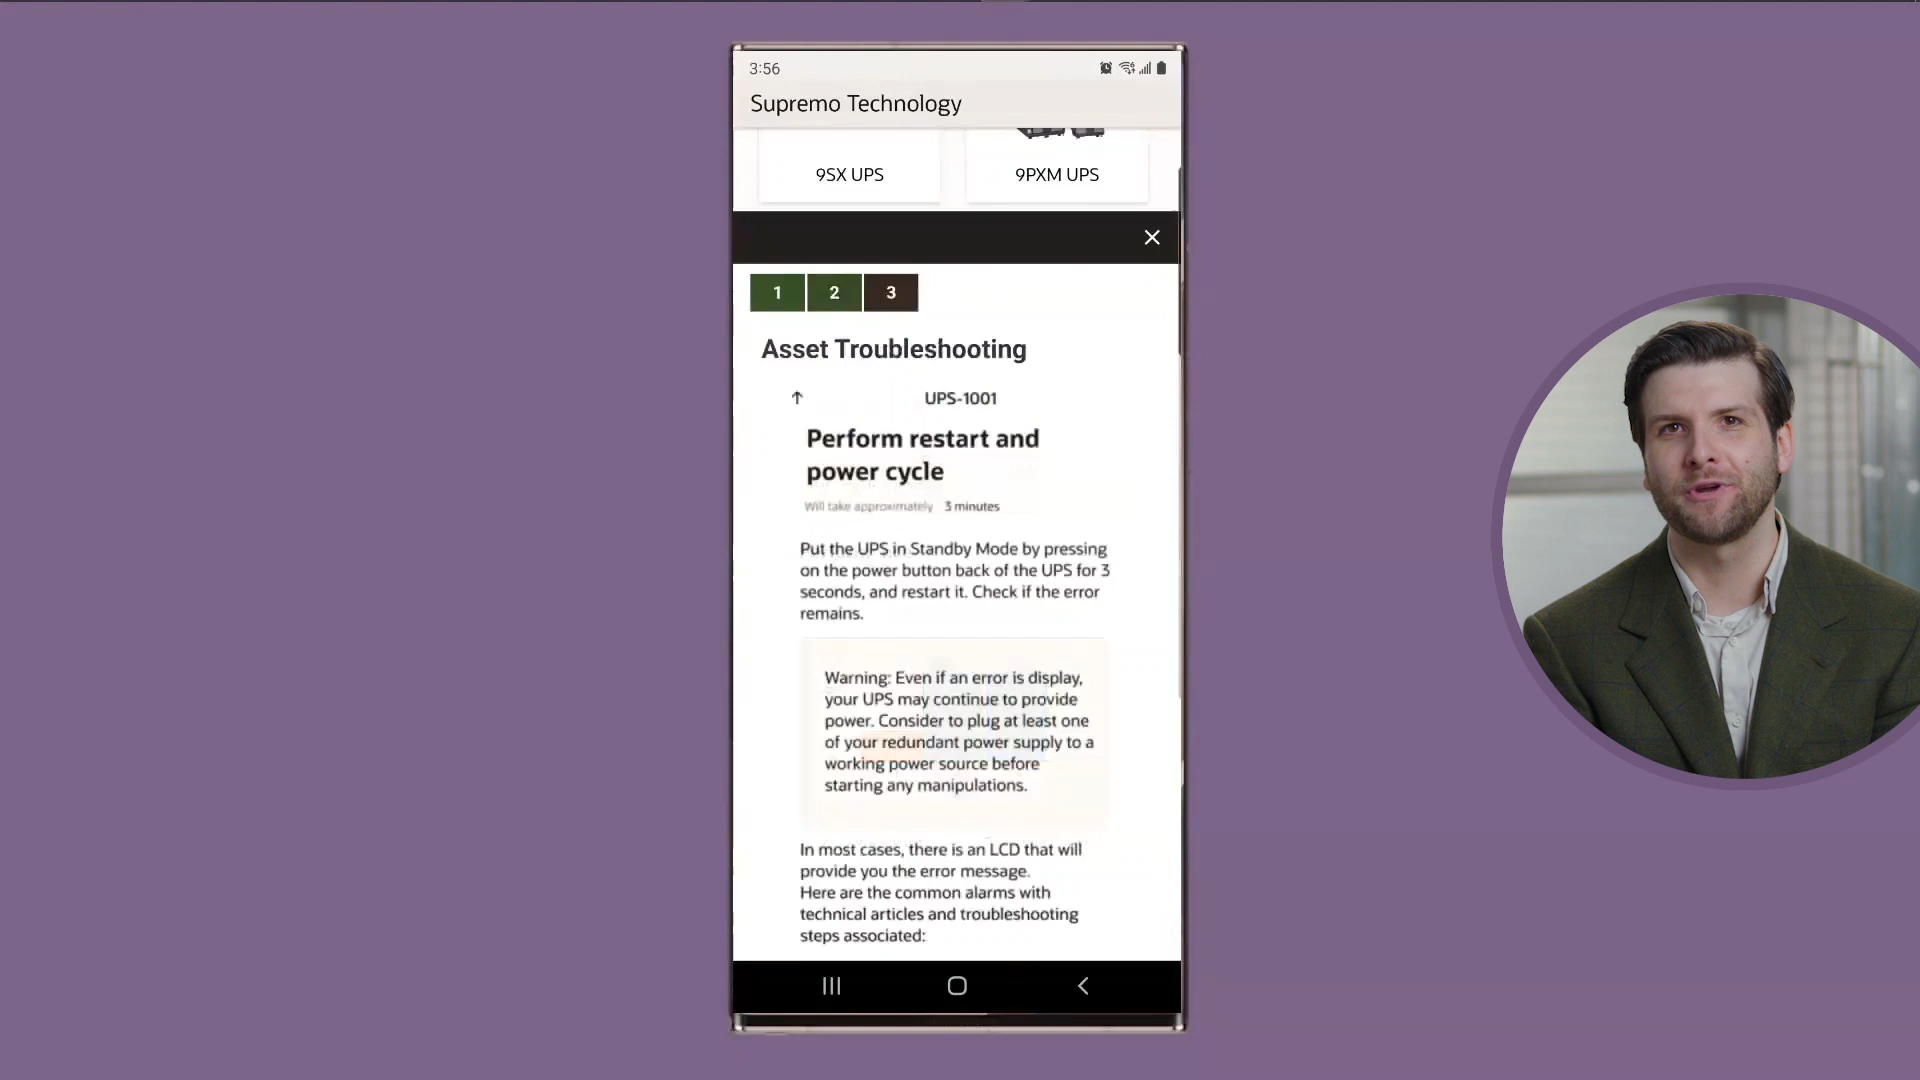 3:56
Supremo Technology
9SX UPS
9PXM UPS
1 2 3
Asset Troubleshooting
UPS-1001
Perform restart and
power cycle
Will take approximately 3 minutes
Put the UPS in Standby Mode by pressing
on the power button back of the UPS for 3
seconds, and restart it. Check if the error
remains.
Warning: Even if an error is display,
your UPS may continue to provide
power. Consider to plug at least one
of your redundant power supply to a
working power source before
starting any manipulations.
In most cases, there is an LCD that will
provide you the error message.
Here are the common alarms with
technical articles and troubleshooting
steps associated: